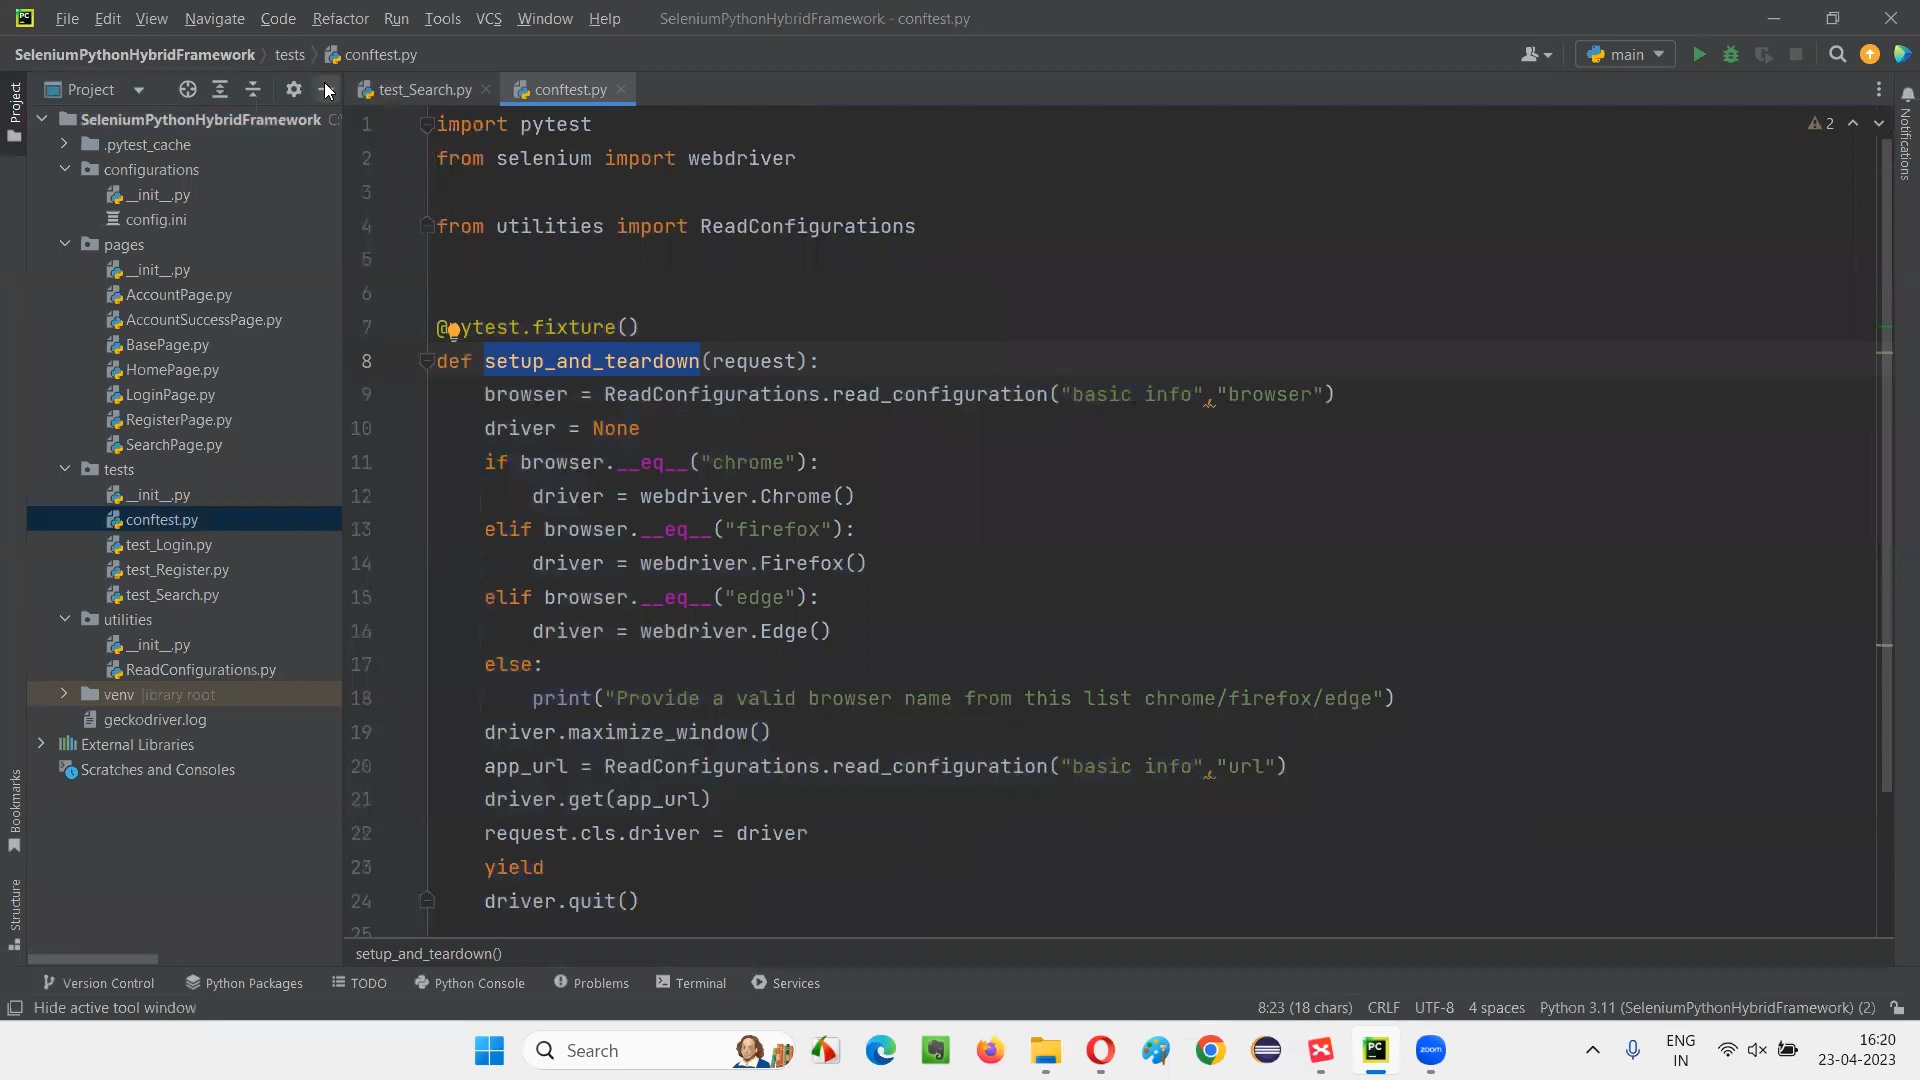 PC File Edit View Navigate Code Refactor Run Tools VCS Window Help SeleniumPythonHybridFramework - conftest.py
SeleniumPythonHybridFramework tests conftest.py main
Project test_Search.py conftest.py
Project
SeleniumPythonHybridFramework
.pytest_cache
configurations
__init__.py
config.ini
pages
__init__.py
AccountPage.py
AccountSuccessPage.py
BasePage.py
HomePage.py
LoginPage.py
RegisterPage.py
SearchPage.py
tests
__init__.py
conftest.py
test_Login.py
test_Register.py
test_Search.py
utilities
__init__.py
ReadConfigurations.py
venv library root
geckodriver.log
External Libraries
Scratches and Consoles
Bookmarks
Structure
1 import pytest
2 from selenium import webdriver
3
4 from utilities import ReadConfigurations
5
6
7 @pytest.fixture()
8 def setup_and_teardown(request):
9 browser = ReadConfigurations.read_configuration("basic info","browser")
10 driver = None
11 if browser.__eq__("chrome"):
12 driver = webdriver.Chrome()
13 elif browser.__eq__("firefox"):
14 driver = webdriver.Firefox()
15 elif browser.__eq__("edge"):
16 driver = webdriver.Edge()
17 else:
18 print("Provide a valid browser name from this list chrome/firefox/edge")
19 driver.maximize_window()
20 app_url = ReadConfigurations.read_configuration("basic info","url")
21 driver.get(app_url)
22 request.cls.driver = driver
23 yield
24 driver.quit()
25
2
Notifications
setup_and_teardown()
Version Control Python Packages TODO Python Console Problems Terminal Services
Hide active tool window 8:23 (18 chars) CRLF UTF-8 4 spaces Python 3.11 (SeleniumPythonHybridFramework) (2)
Search PC zoom ENG 16:20
IN 23-04-2023